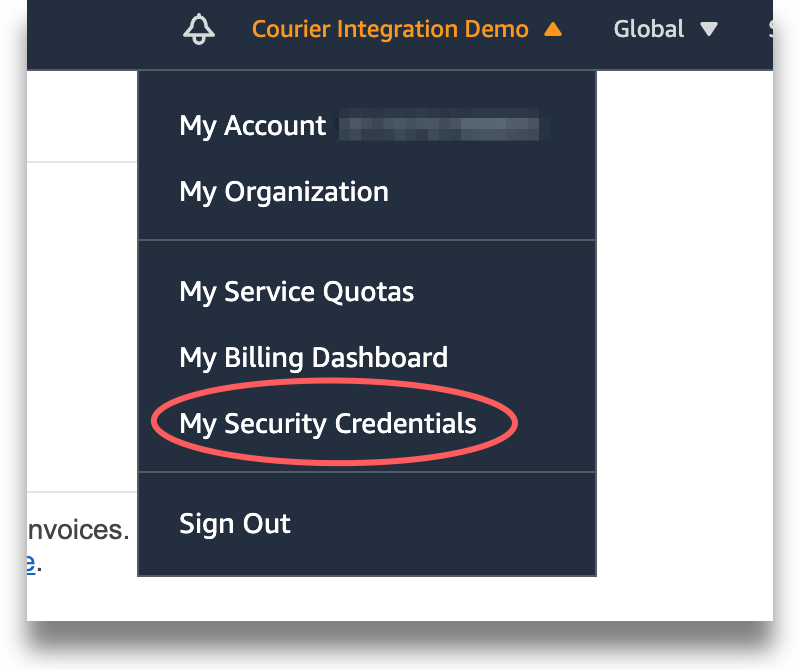 Courier Integration Demo Global
My Account
My Organization
My Service Quotas
My Billing Dashboard
My Security Credentials
Sign Out
nvoices.
e.